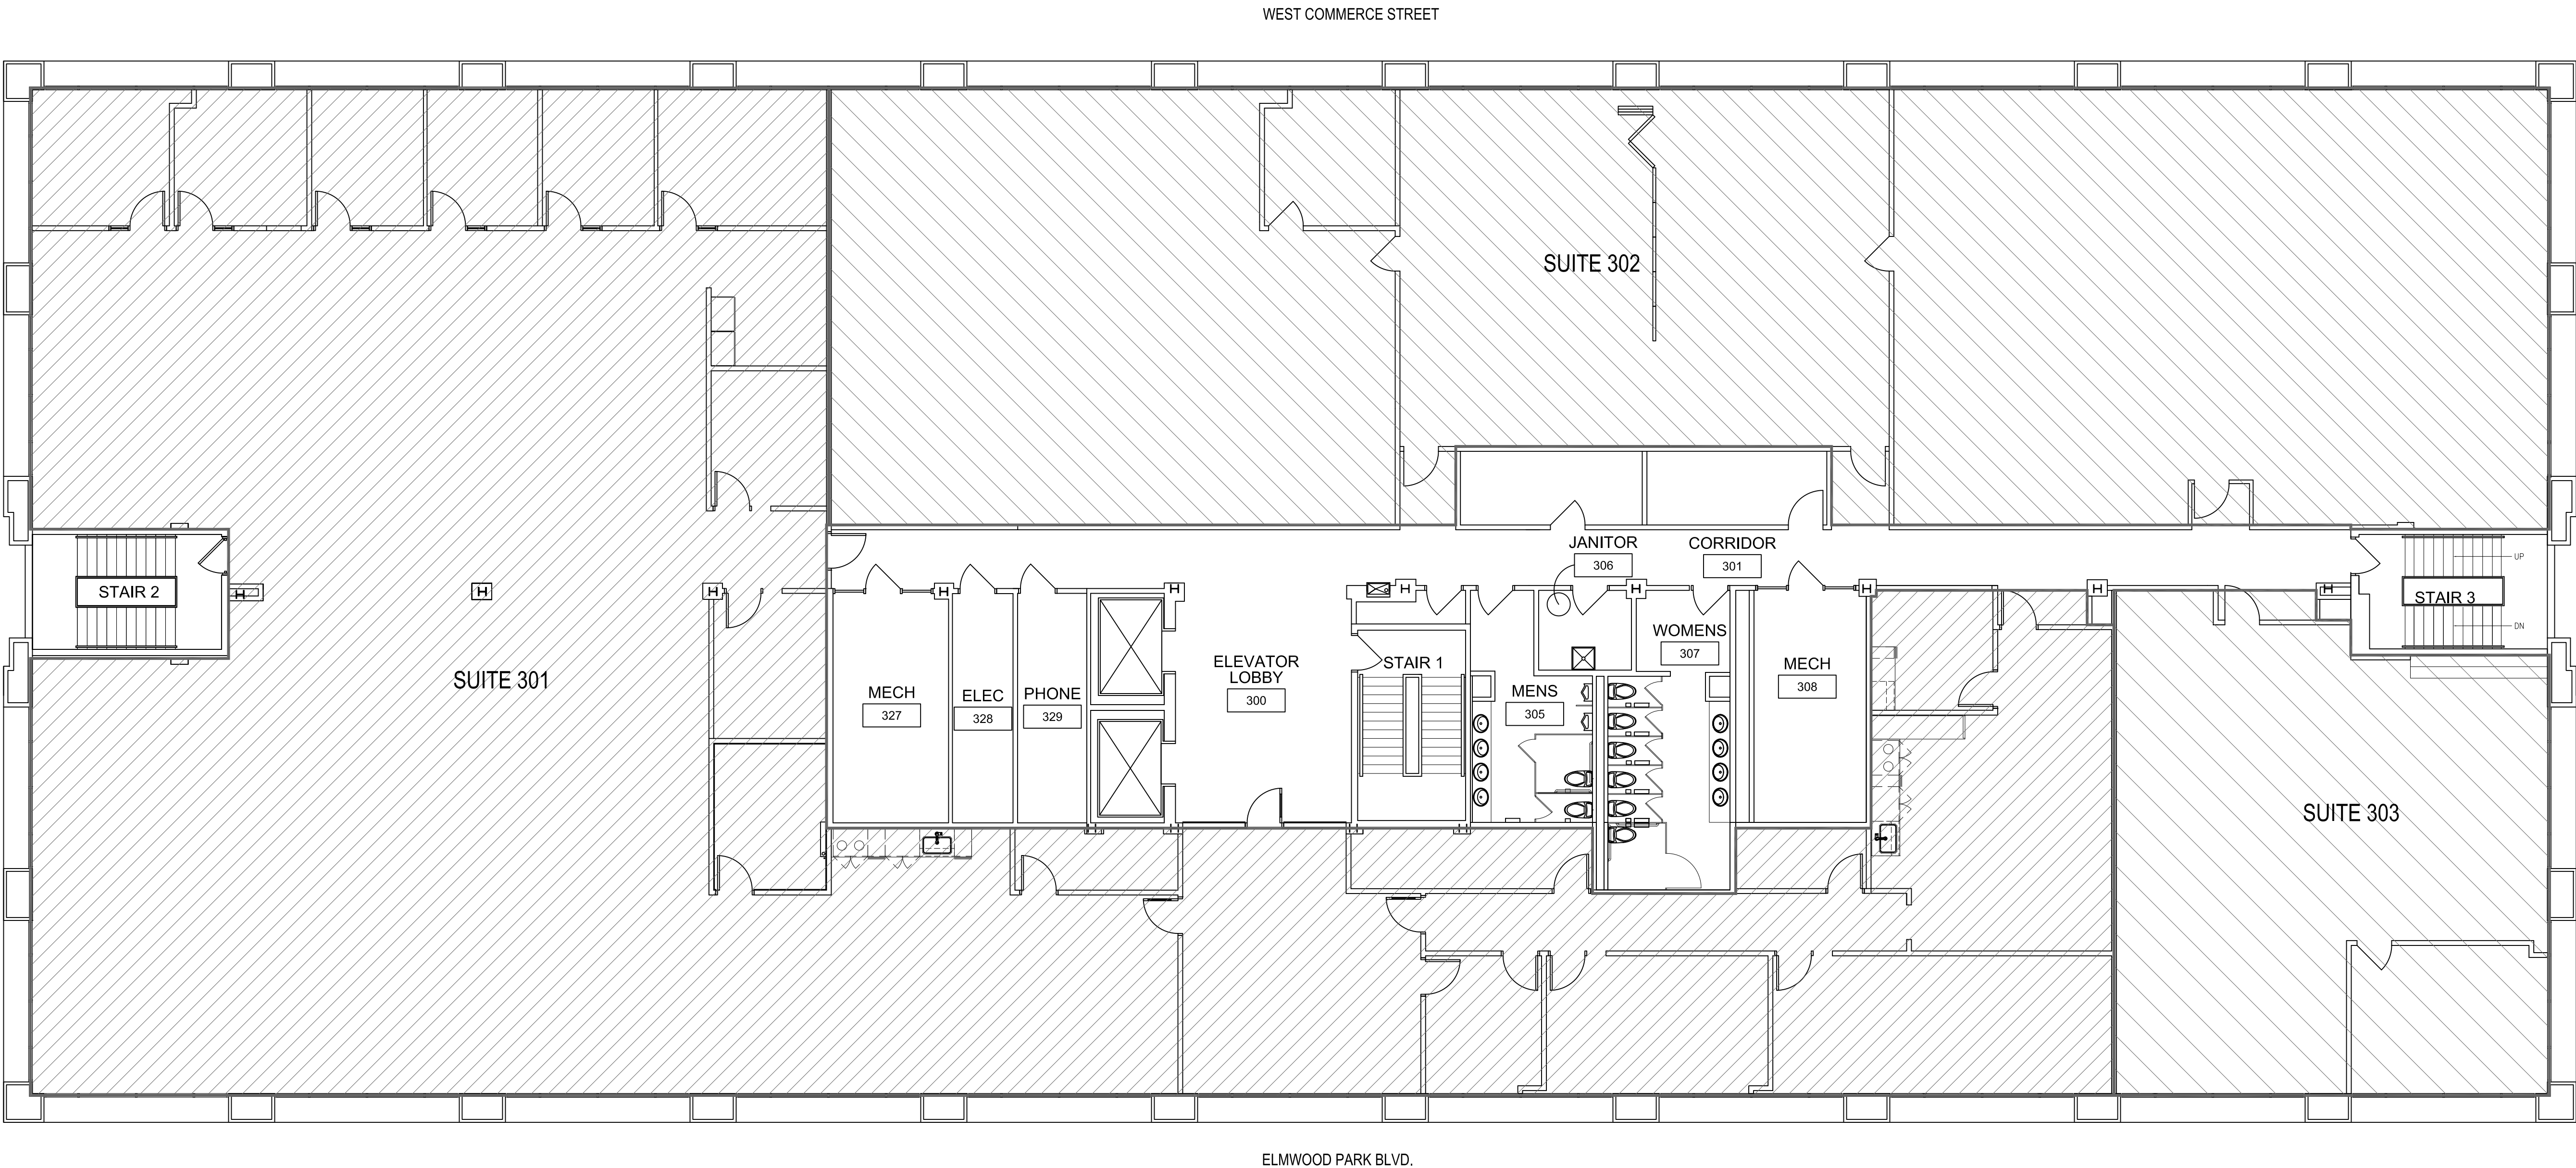 WEST COMMERCE STREET
SUITE 302
JANITOR
306
CORRIDOR
301
UP
STAIR 2
H
H
H
H
H
H
H
H
H
H
STAIR 3
DN
SUITE 301
MECH
327
ELEC
328
PHONE
329
ELEVATOR
LOBBY
300
STAIR 1
MENS
305
WOMENS
307
MECH
308
SUITE 303
ELMWOOD PARK BLVD.